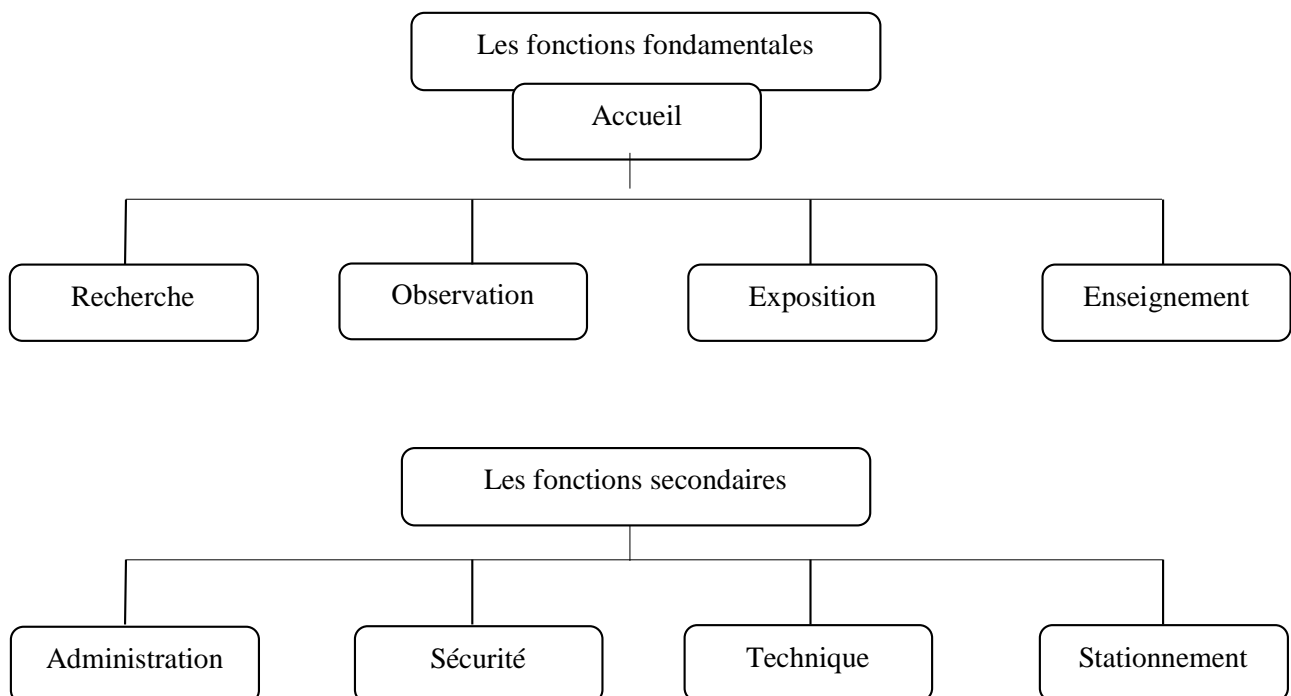 Les fonctions fondamentales
Accueil
Recherche
Observation
Exposition
Enseignement
Les fonctions secondaires
Administration
Sécurité
Technique
Stationnement